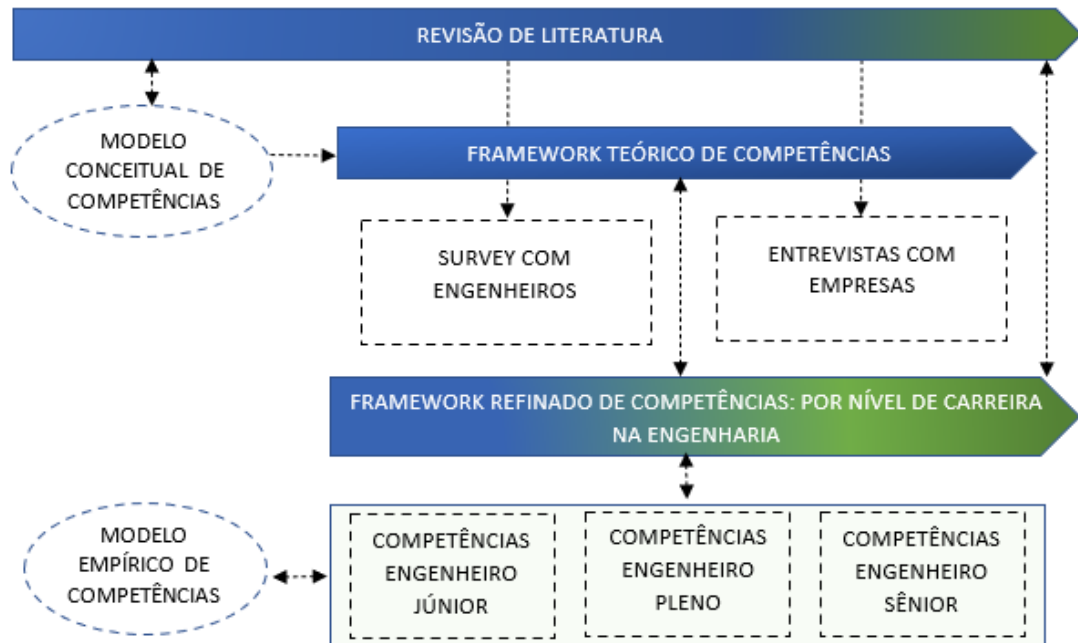 REVISÃO DE LITERATURA
MODELO
CONCEITUAL DE
COMPETÊNCIAS
FRAMEWORK TEÓRICO DE COMPETÊNCIAS
SURVEY COM
ENGENHEIROS
ENTREVISTAS COM
EMPRESAS
FRAMEWORK REFINADO DE COMPETÊNCIAS: POR NÍVEL DE CARREIRA
NA ENGENHARIA
MODELO
EMPÍRICO DE
COMPETÊNCIAS
COMPETÊNCIAS
ENGENHEIRO
JÚNIOR
COMPETÊNCIAS
ENGENHEIRO
PLENO
COMPETÊNCIAS
ENGENHEIRO
SÊNIOR